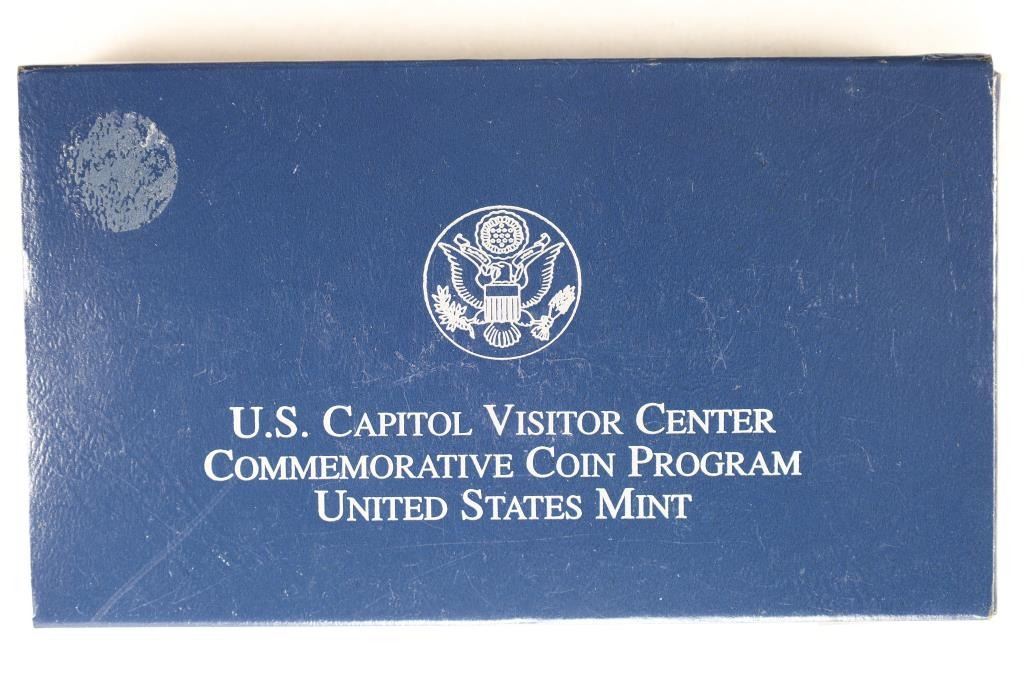 U.S. Capitol Visitor Center
Commemorative Coin Program
United States Mint